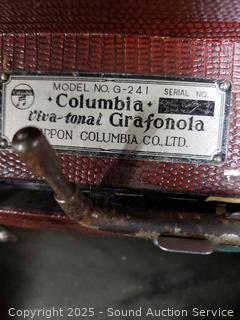 MODEL NO. G-241 SERIAL NO.
Columbia
Viva-tonal Grafonola
NIPPON COLUMBIA CO., LTD.
Copyright 2025 - Sound Auction Service